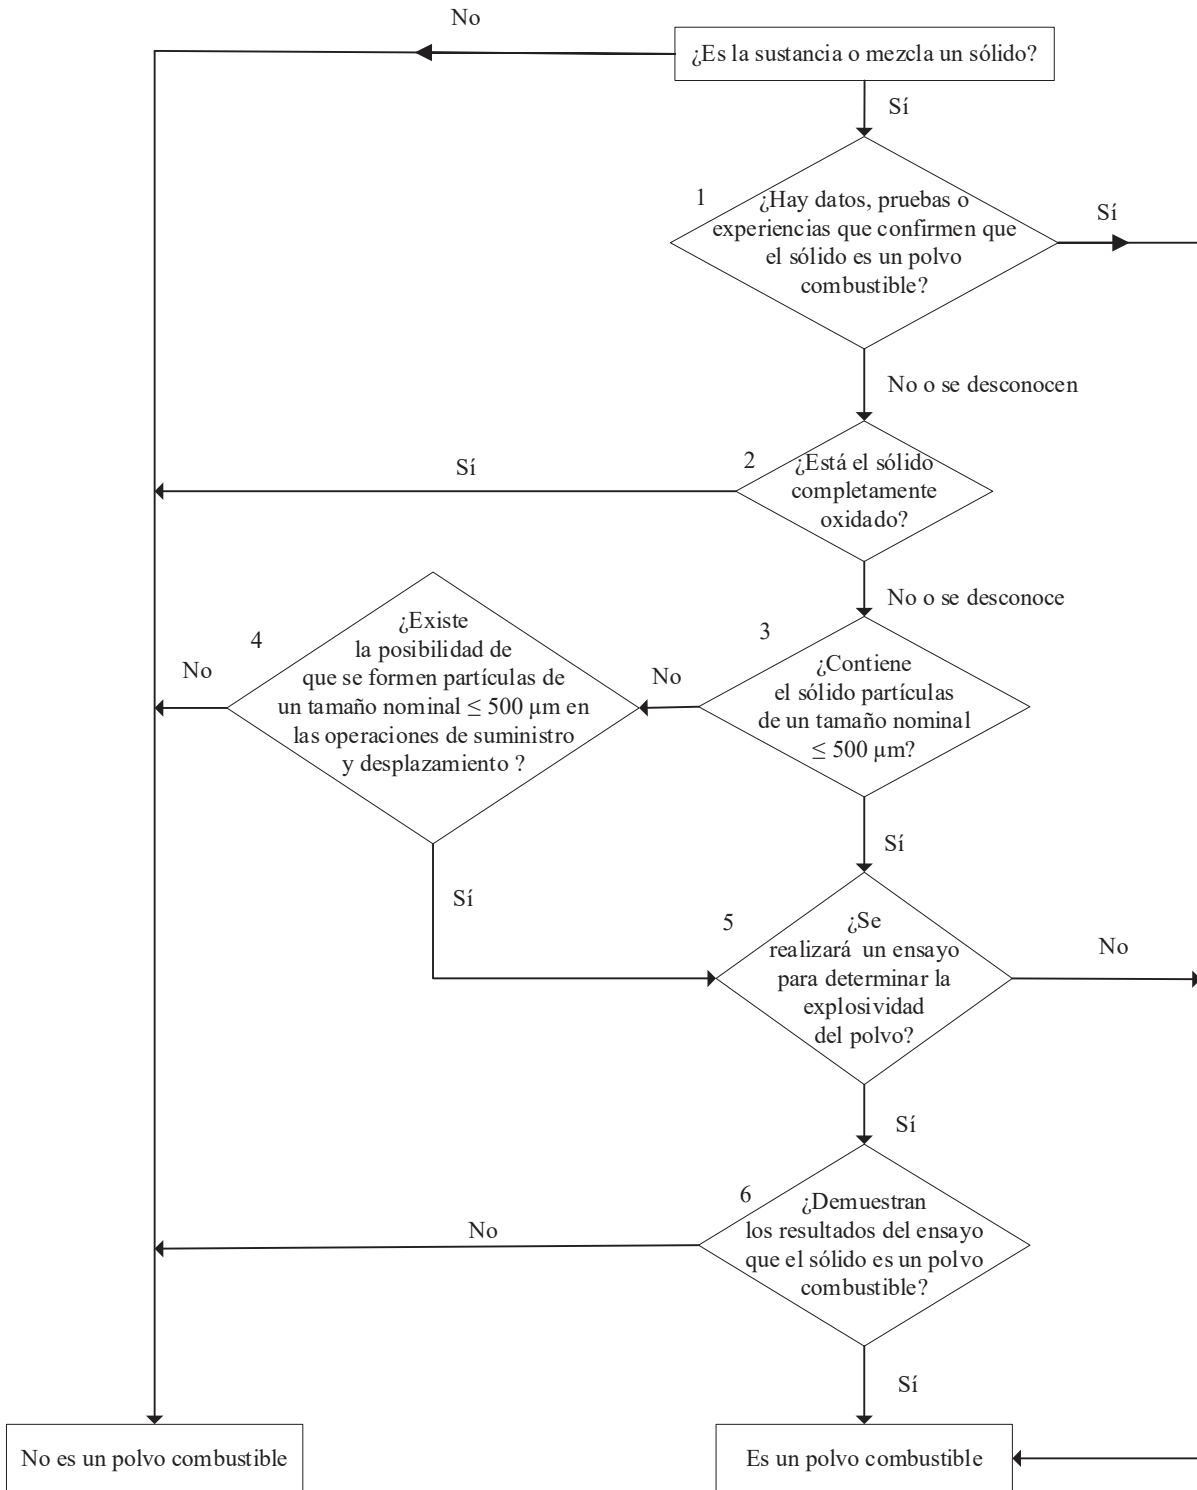 No
¿Es la sustancia o mezcla un sólido?
Sí
1
¿Hay datos, pruebas o
experiencias que confirmen que
el sólido es un polvo
combustible?
Sí
No o se desconocen
2
¿Está el sólido
completamente
oxidado?
Sí
No o se desconoce
3
¿Contiene
el sólido partículas
de un tamaño nominal
≤ 500 µm?
No
4
¿Existe
la posibilidad de
que se formen partículas de
un tamaño nominal ≤ 500 µm en
las operaciones de suministro
y desplazamiento ?
No
Sí
Sí
5
¿Se
realizará un ensayo
para determinar la
explosividad
del polvo?
No
Sí
6
¿Demuestran
los resultados del ensayo
que el sólido es un polvo
combustible?
No
Sí
No es un polvo combustible
Es un polvo combustible